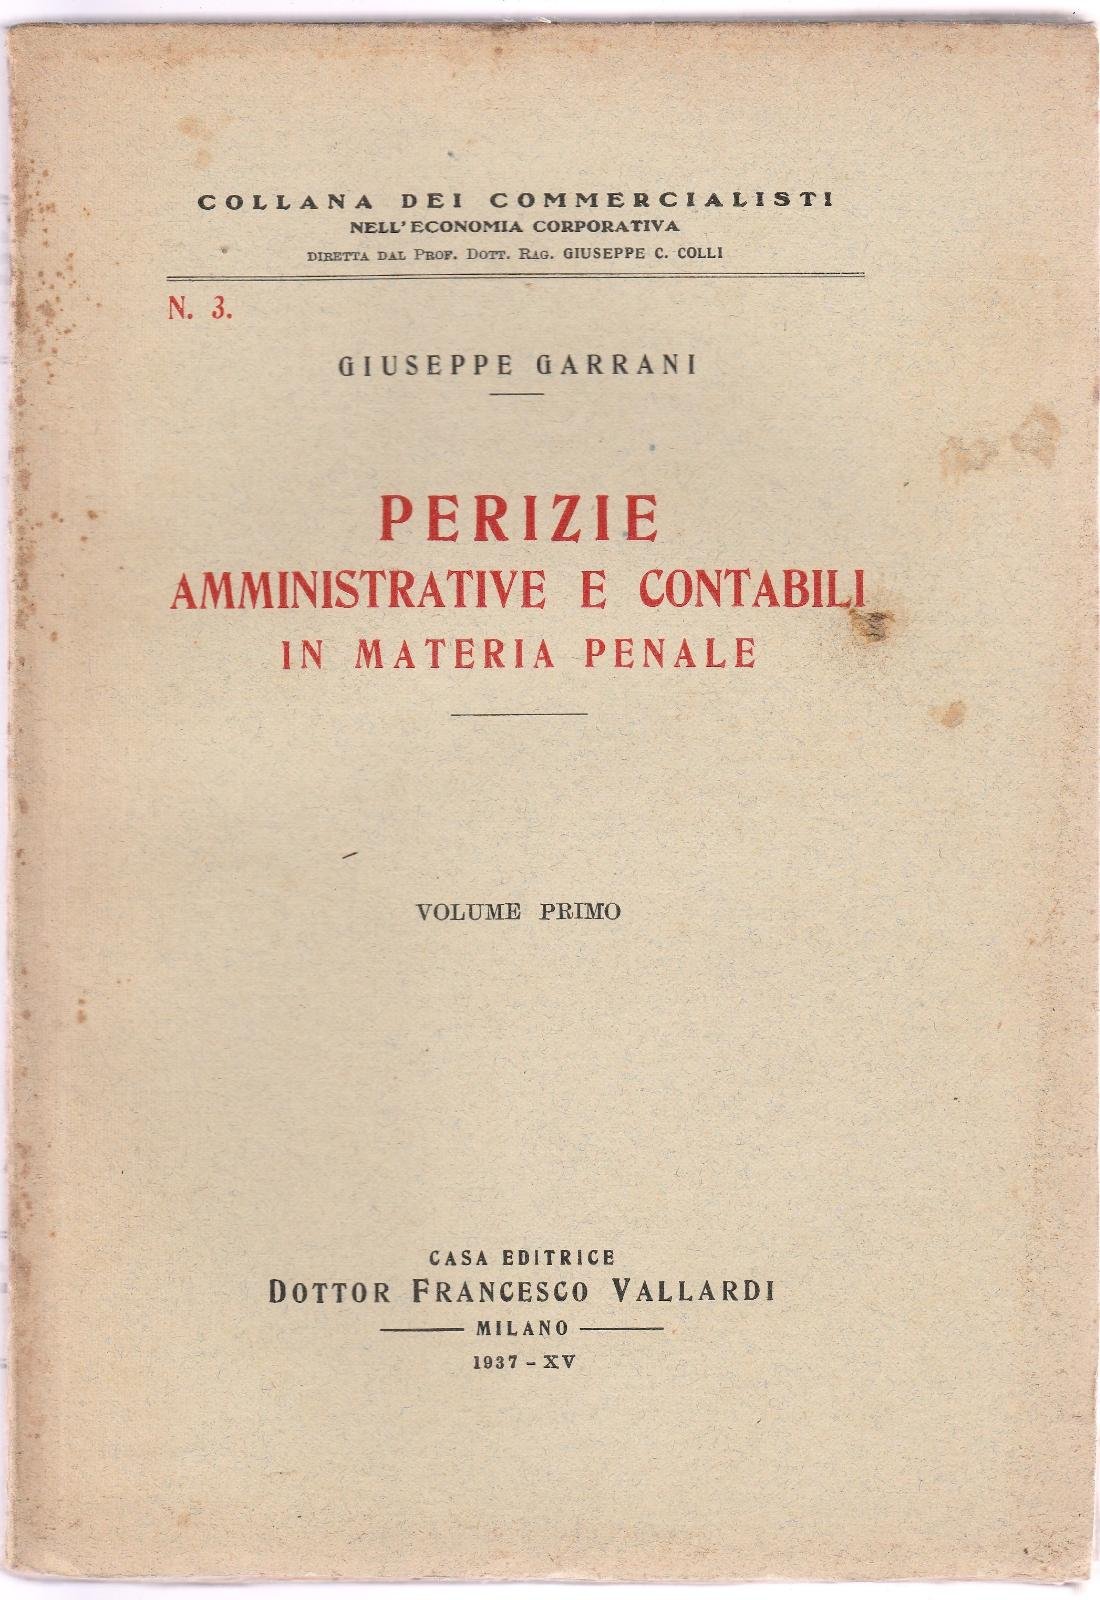 COLLANA DEI COMMERCIALISTI
NELL'ECONOMIA CORPORATIVA
DIRETTA DAL PROF. DOTT. RAG. GIUSEPPE C. COLLI
N. 3.
GIUSEPPE GARRANI
PERIZIE
AMMINISTRATIVE E CONTABILI
IN MATERIA PENALE
VOLUME PRIMO
CASA EDITRICE
DOTTOR FRANCESCO VALLARDI
MILANO
1937 - XV